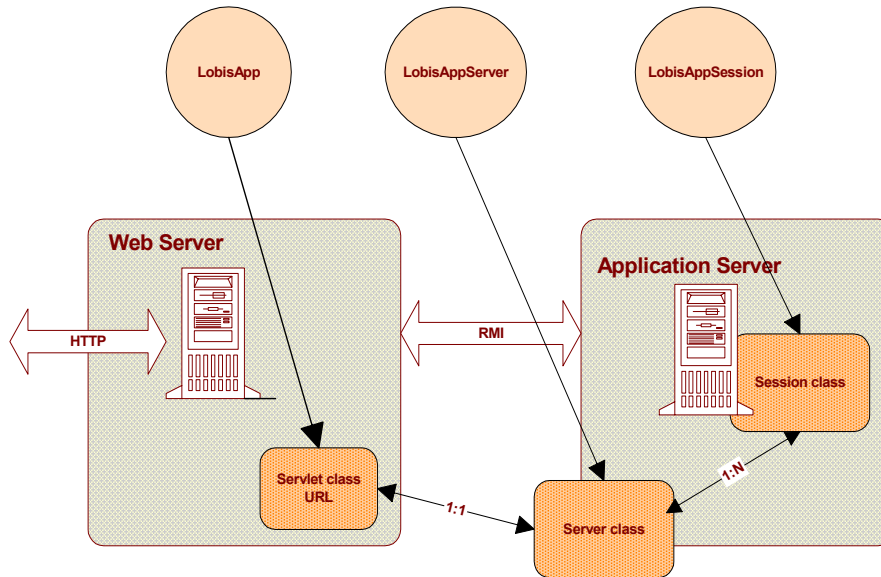 LobisApp
LobisAppServer
LobisAppSession
Web Server
Application Server
HTTP
RMI
Session class
Servlet class
URL
1:1
1:N
Server class